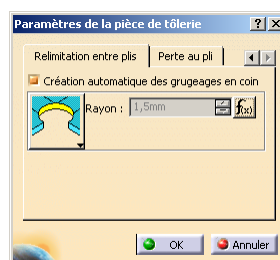 Paramètres de la pièce de tôlerie
Relimitation entre plis Perte au pli
Création automatique des grugeages en coin
Rayon : 1,5mm f(x)
OK Annuler